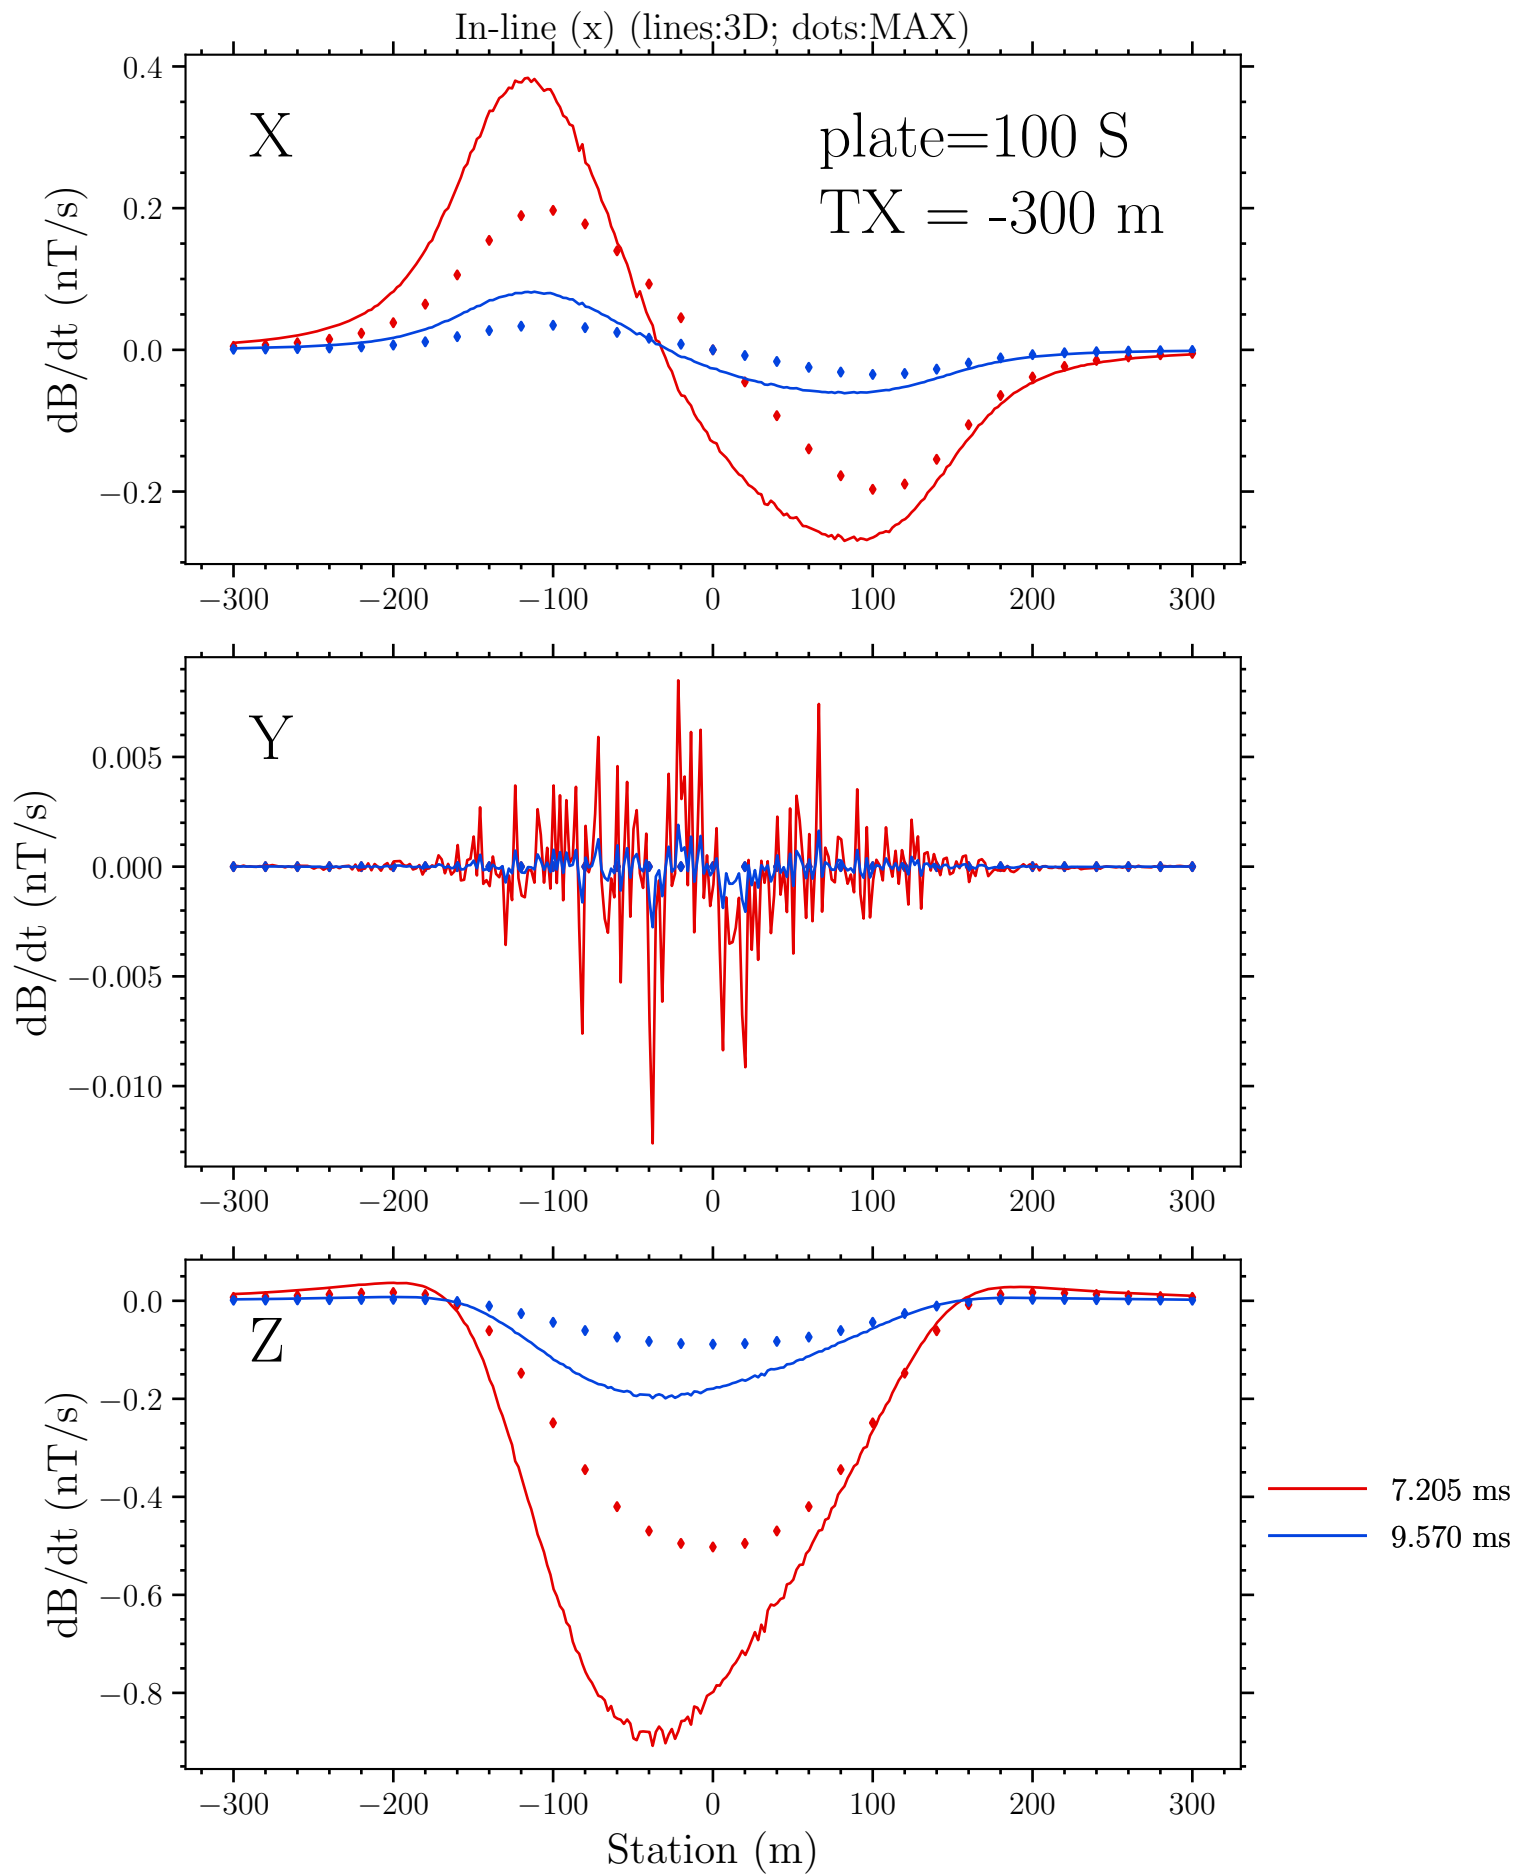 In-line (x) (lines:3D; dots:MAX)
X
plate=100 S
TX = -300 m
dB/dt (nT/s)
0.4
0.2
0.0
−0.2
−300 −200 −100 0 100 200 300
Y
dB/dt (nT/s)
0.005
0.000
−0.005
−0.010
−300 −200 −100 0 100 200 300
Z
dB/dt (nT/s)
0.0
−0.2
−0.4
−0.6
−0.8
−300 −200 −100 0 100 200 300
Station (m)
7.205 ms
9.570 ms